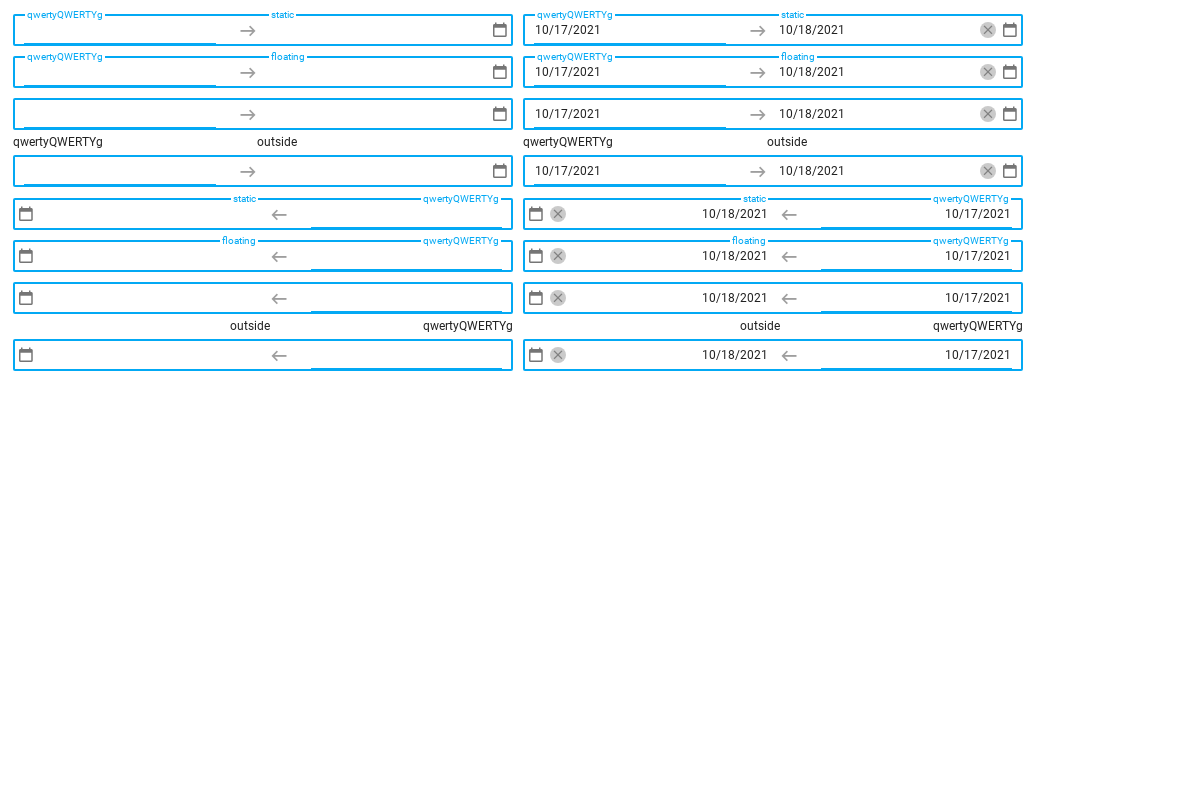 qwertyQWERTYg static qwertyQWERTYg static
10/17/2021 10/18/2021
qwertyQWERTYg floating qwertyQWERTYg floating
10/17/2021 10/18/2021
10/17/2021 10/18/2021
qwertyQWERTYg outside qwertyQWERTYg outside
10/17/2021 10/18/2021
static qwertyQWERTYg static qwertyQWERTYg
10/18/2021 10/17/2021
floating qwertyQWERTYg floating qwertyQWERTYg
10/18/2021 10/17/2021
10/18/2021 10/17/2021
outside qwertyQWERTYg outside qwertyQWERTYg
10/18/2021 10/17/2021